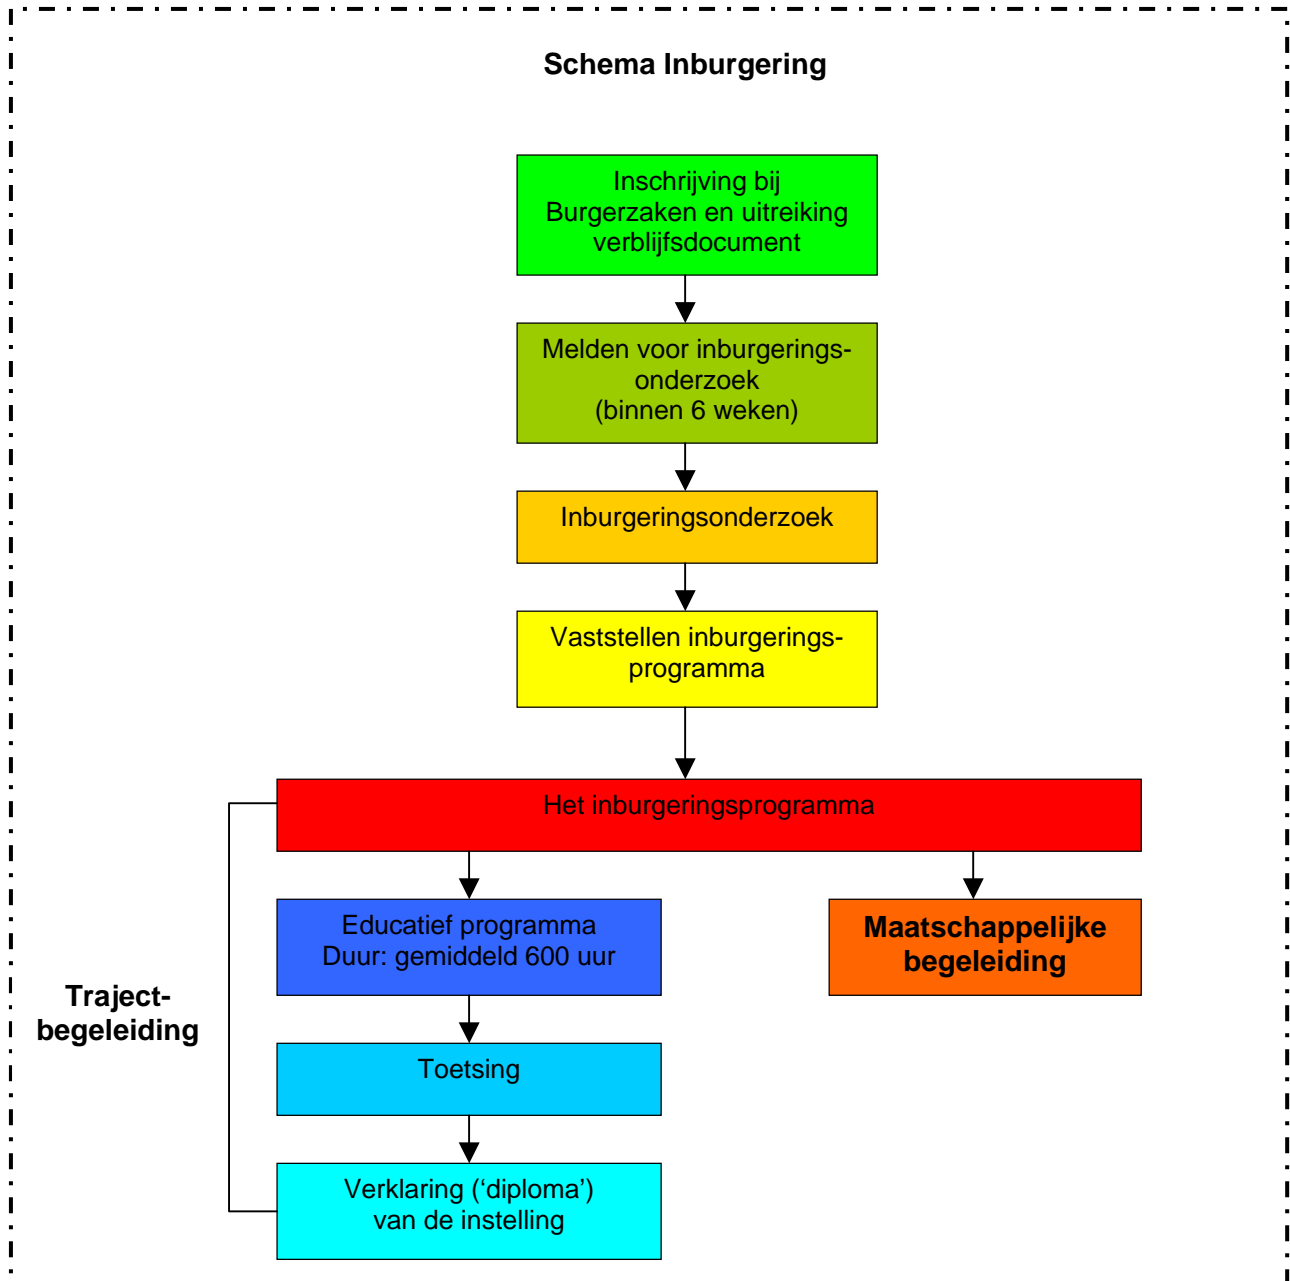 Schema Inburgering
Inschrijving bij
Burgerzaken en uitreiking
verblijfsdocument
Melden voor inburgerings-
onderzoek
(binnen 6 weken)
Inburgeringsonderzoek
Vaststellen inburgerings-
programma
Het inburgeringsprogramma
Educatief programma
Duur: gemiddeld 600 uur
Maatschappelijke
begeleiding
Traject-
begeleiding
Toetsing
Verklaring (‘diploma’)
van de instelling